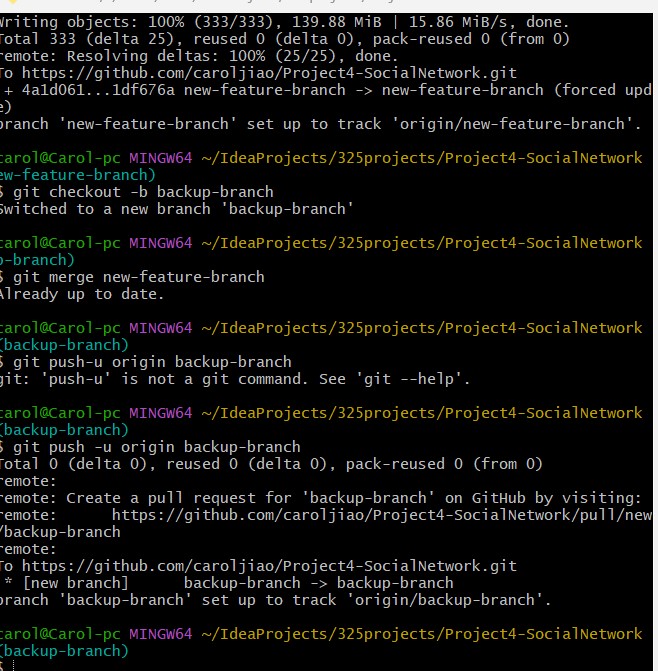 Writing objects: 100% (333/333), 139.88 MiB | 15.86 MiB/s, done.
Total 333 (delta 25), reused 0 (delta 0), pack-reused 0 (from 0)
remote: Resolving deltas: 100% (25/25), done.
To https://github.com/caroljiao/Project4-SocialNetwork.git
 + 4a1d061...1df676a new-feature-branch -> new-feature-branch (forced upd
e)
branch 'new-feature-branch' set up to track 'origin/new-feature-branch'.
carol@Carol-pc MINGW64 ~/IdeaProjects/325projects/Project4-SocialNetwork
ew-feature-branch)
$ git checkout -b backup-branch
Switched to a new branch 'backup-branch'
carol@Carol-pc MINGW64 ~/IdeaProjects/325projects/Project4-SocialNetwork
p-branch)
$ git merge new-feature-branch
Already up to date.
carol@Carol-pc MINGW64 ~/IdeaProjects/325projects/Project4-SocialNetwork
(backup-branch)
$ git push-u origin backup-branch
git: 'push-u' is not a git command. See 'git --help'.
carol@Carol-pc MINGW64 ~/IdeaProjects/325projects/Project4-SocialNetwork
(backup-branch)
$ git push -u origin backup-branch
Total 0 (delta 0), reused 0 (delta 0), pack-reused 0 (from 0)
remote:
remote: Create a pull request for 'backup-branch' on GitHub by visiting:
remote:      https://github.com/caroljiao/Project4-SocialNetwork/pull/new
/backup-branch
remote:
To https://github.com/caroljiao/Project4-SocialNetwork.git
 * [new branch]      backup-branch -> backup-branch
branch 'backup-branch' set up to track 'origin/backup-branch'.
carol@Carol-pc MINGW64 ~/IdeaProjects/325projects/Project4-SocialNetwork
(backup-branch)
$